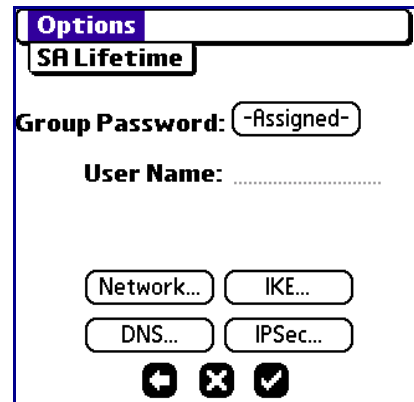 Options
SA Lifetime
Group Password: -Assigned-
User Name:
Network... IKE...
DNS... IPSec...